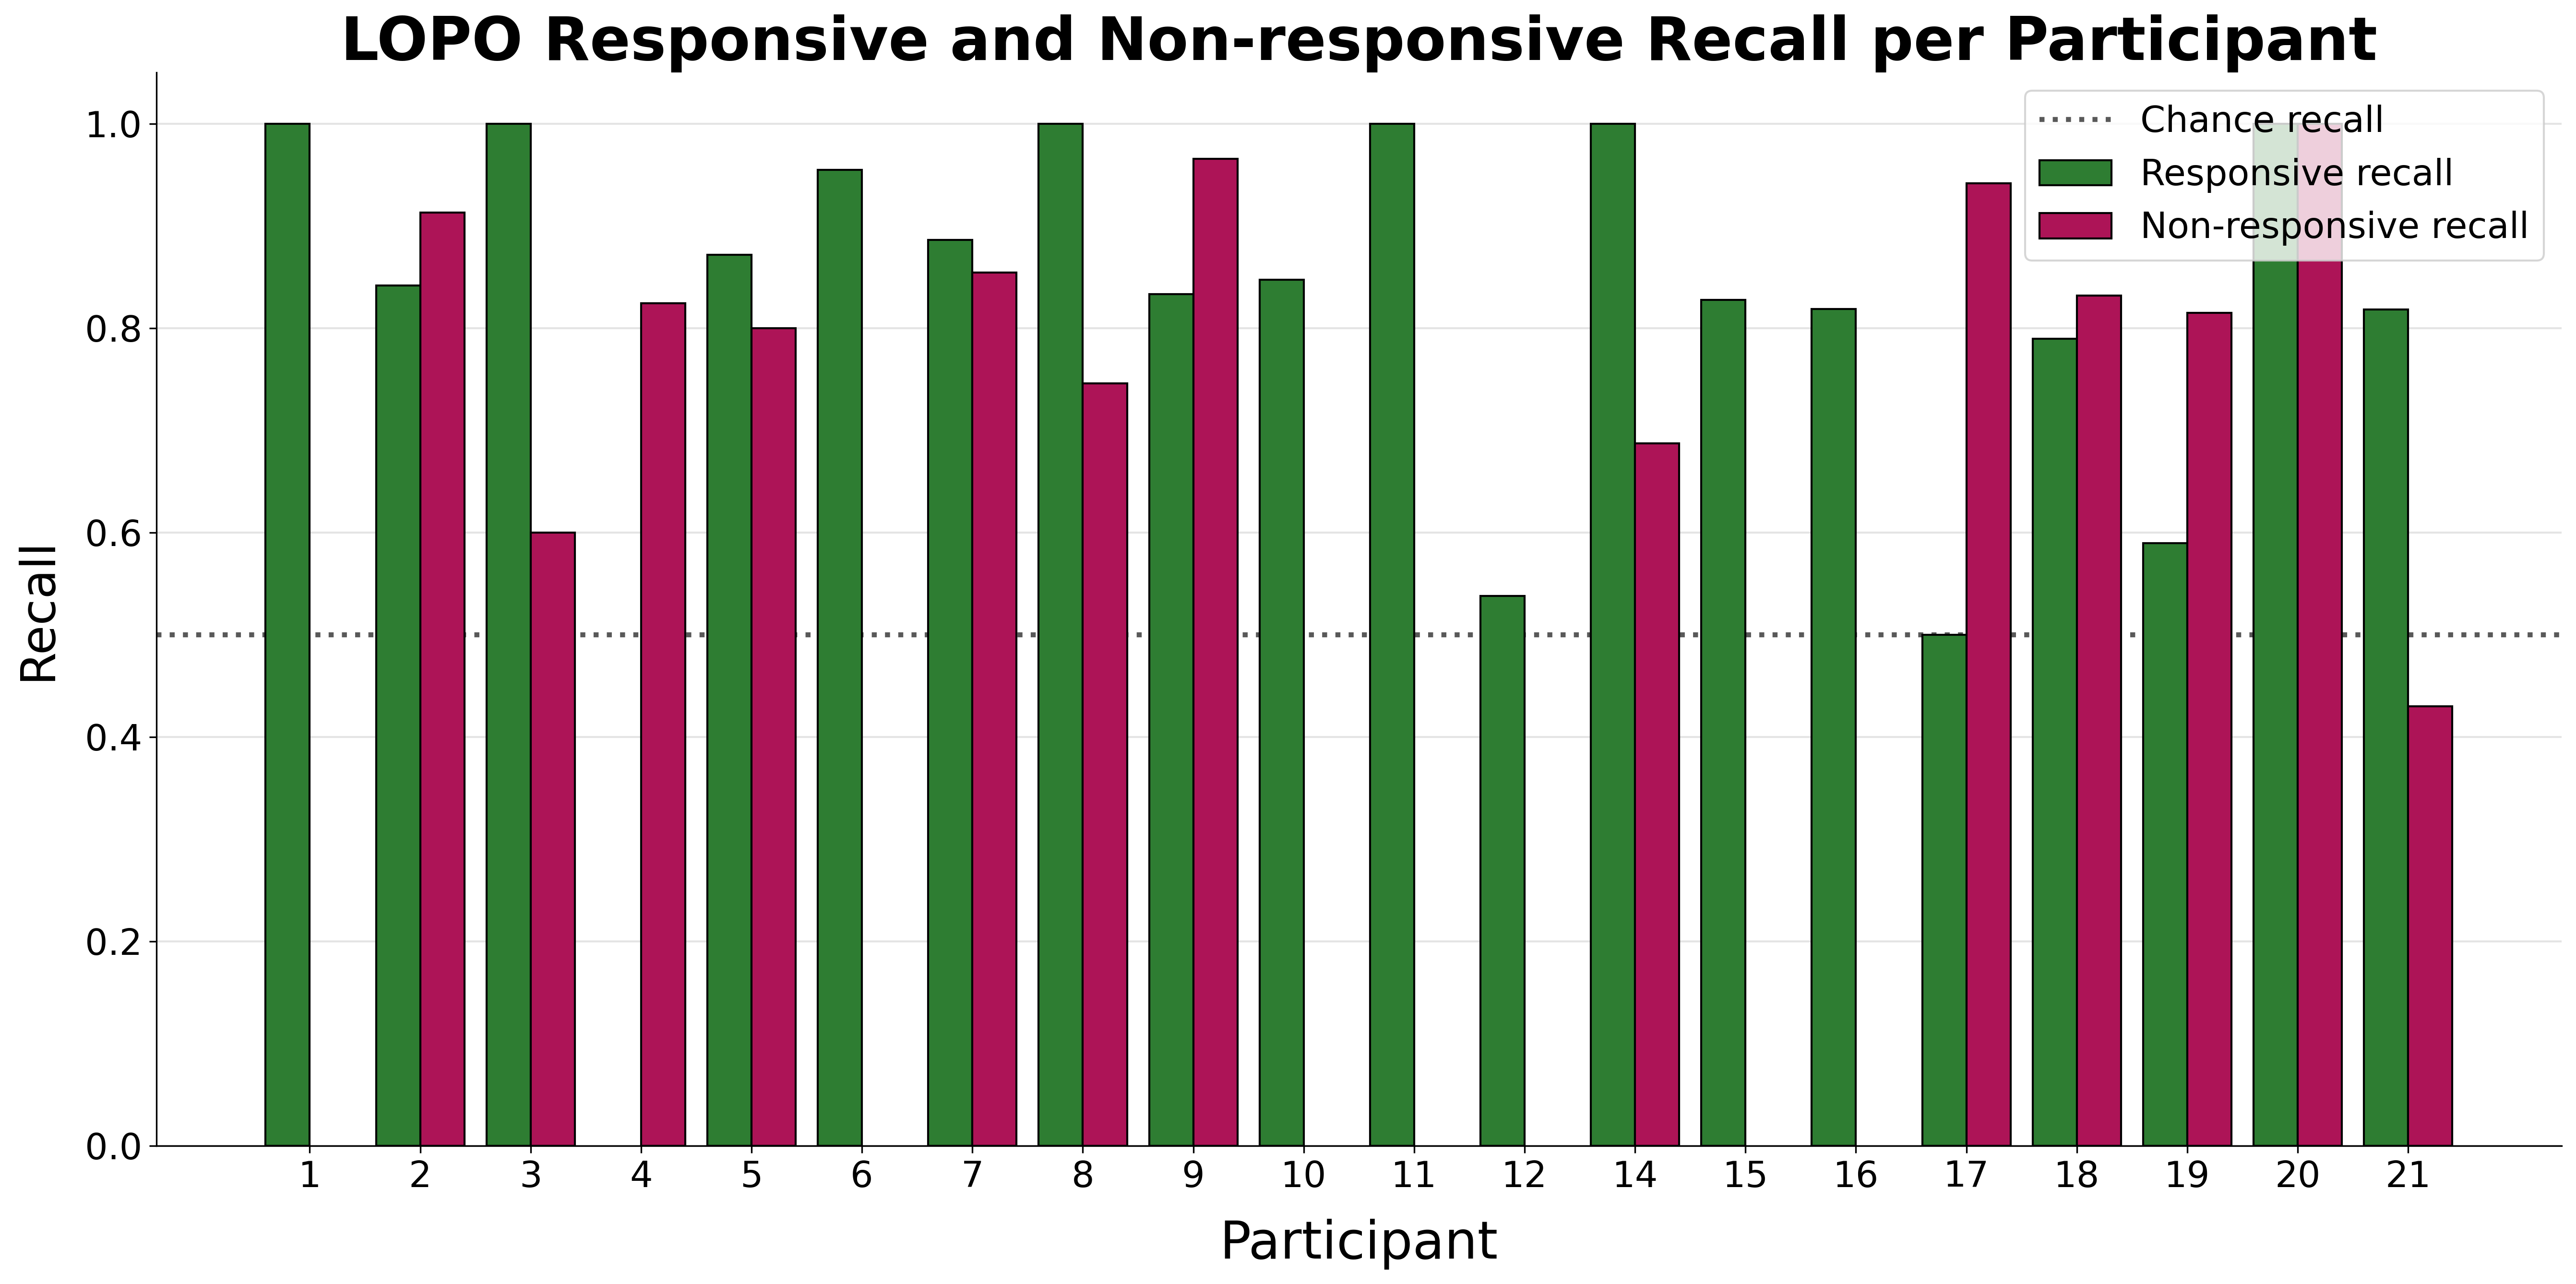 LOPO Responsive and Non-responsive Recall per Participant
Chance recall
Responsive recall
Non-responsive recall
1.0
0.8
0.6
0.4
0.2
0.0
Recall
1 2 3 4 5 6 7 8 9 10 11 12 14 15 16 17 18 19 20 21
Participant